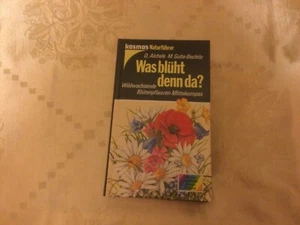 kosmos Naturführer
D. Aichele M. Golte-Bechtle
Was blüht
denn da?
Wildwachsende
Blütenpflanzen Mitteleuropas